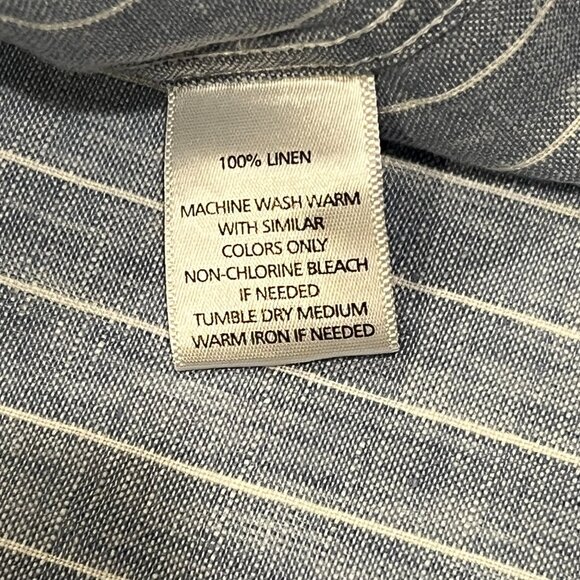 100% LINEN
MACHINE WASH WARM
WITH SIMILAR
COLORS ONLY
NON-CHLORINE BLEACH
IF NEEDED
TUMBLE DRY MEDIUM
WARM IRON IF NEEDED